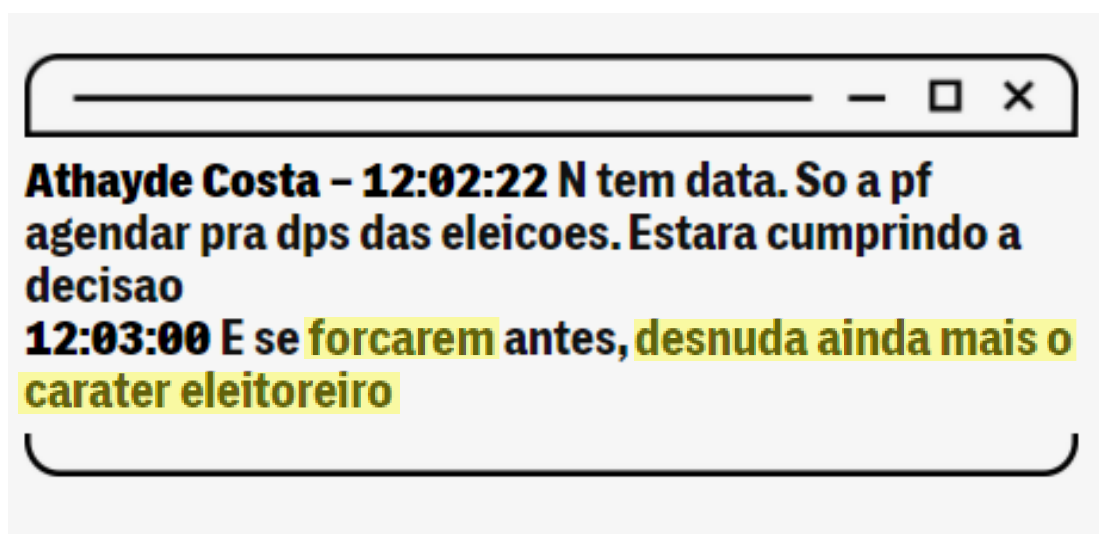 Athayde Costa – 12:02:22 N tem data. So a pf
agendar pra dps das eleicoes. Estara cumprindo a
decisao
12:03:00 E se forcarem antes, desnuda ainda mais o
carater eleitoreiro